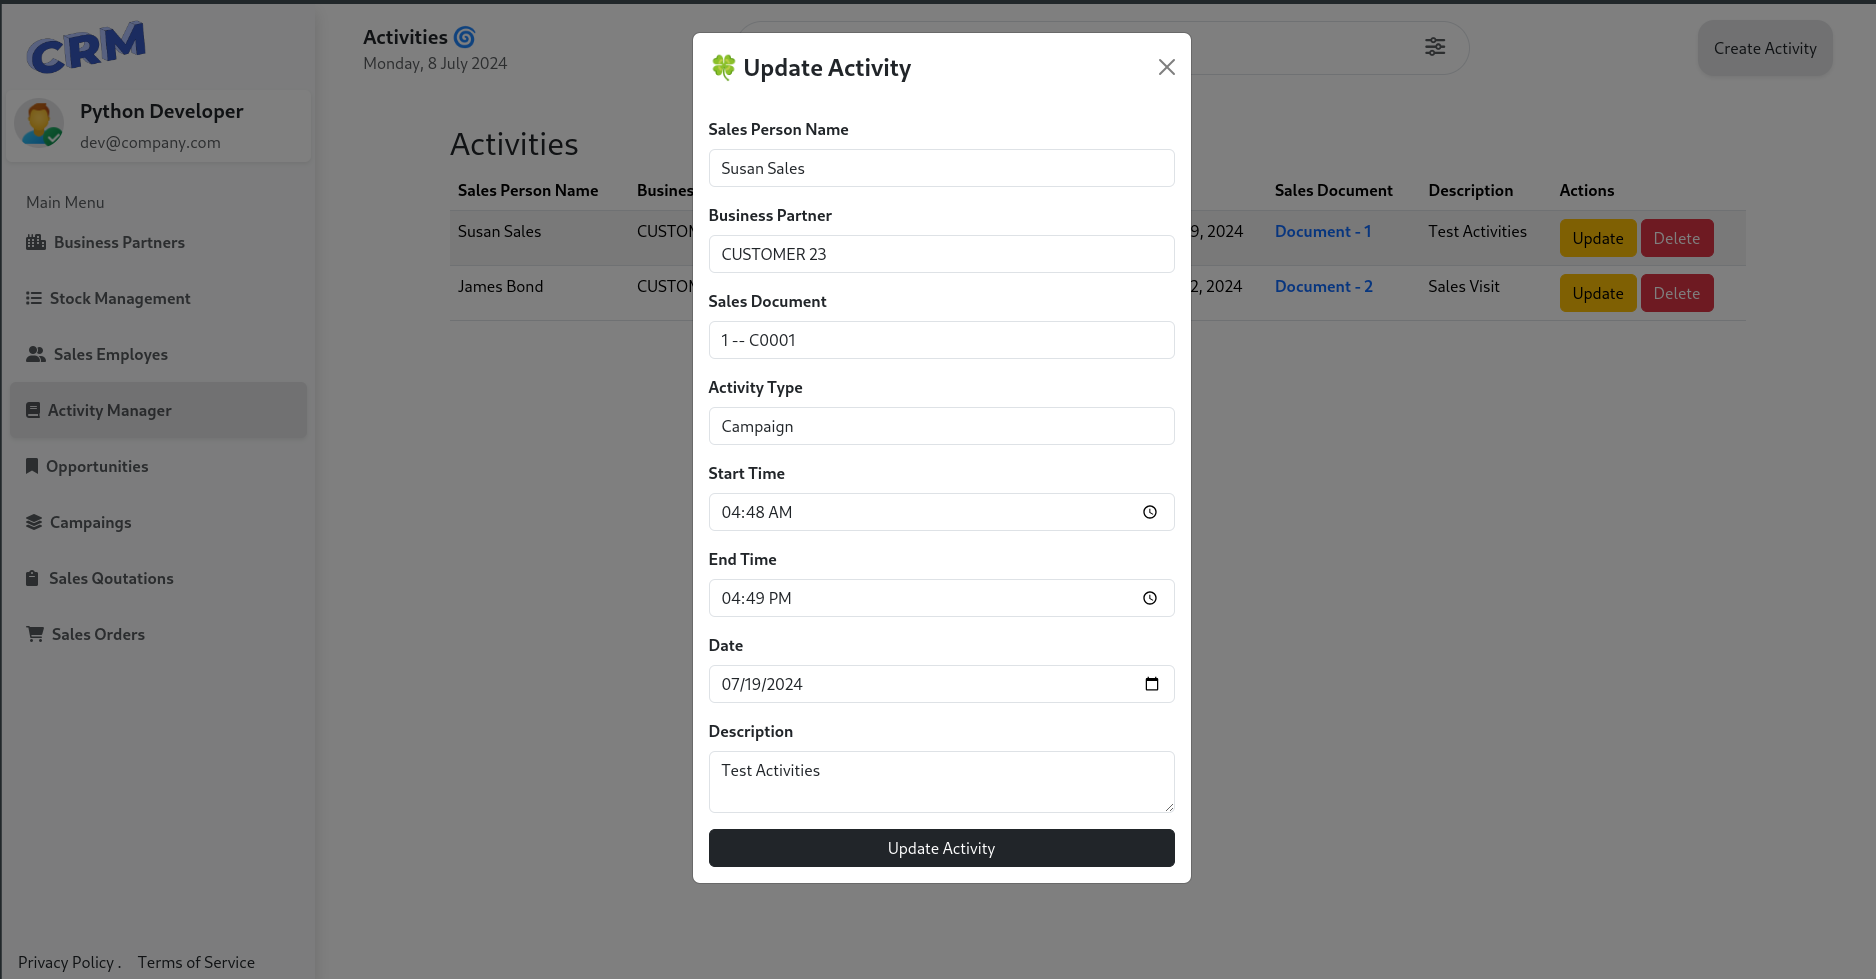 CRM
Python Developer
dev@company.com
Main Menu
Business Partners
Stock Management
Sales Employes
Activity Manager
Opportunities
Campaings
Sales Qoutations
Sales Orders
Privacy Policy .
Terms of Service
Activities
Monday, 8 July 2024
Create Activity
Activities
Sales Person Name Busines Sales Document Description Actions
Susan Sales CUSTO 9, 2024 Document - 1 Test Activities Update Delete
James Bond CUSTO 2, 2024 Document - 2 Sales Visit Update Delete
Update Activity
Sales Person Name
Susan Sales
Business Partner
CUSTOMER 23
Sales Document
1 -- C0001
Activity Type
Campaign
Start Time
04:48 AM
End Time
04:49 PM
Date
07/19/2024
Description
Test Activities
Update Activity